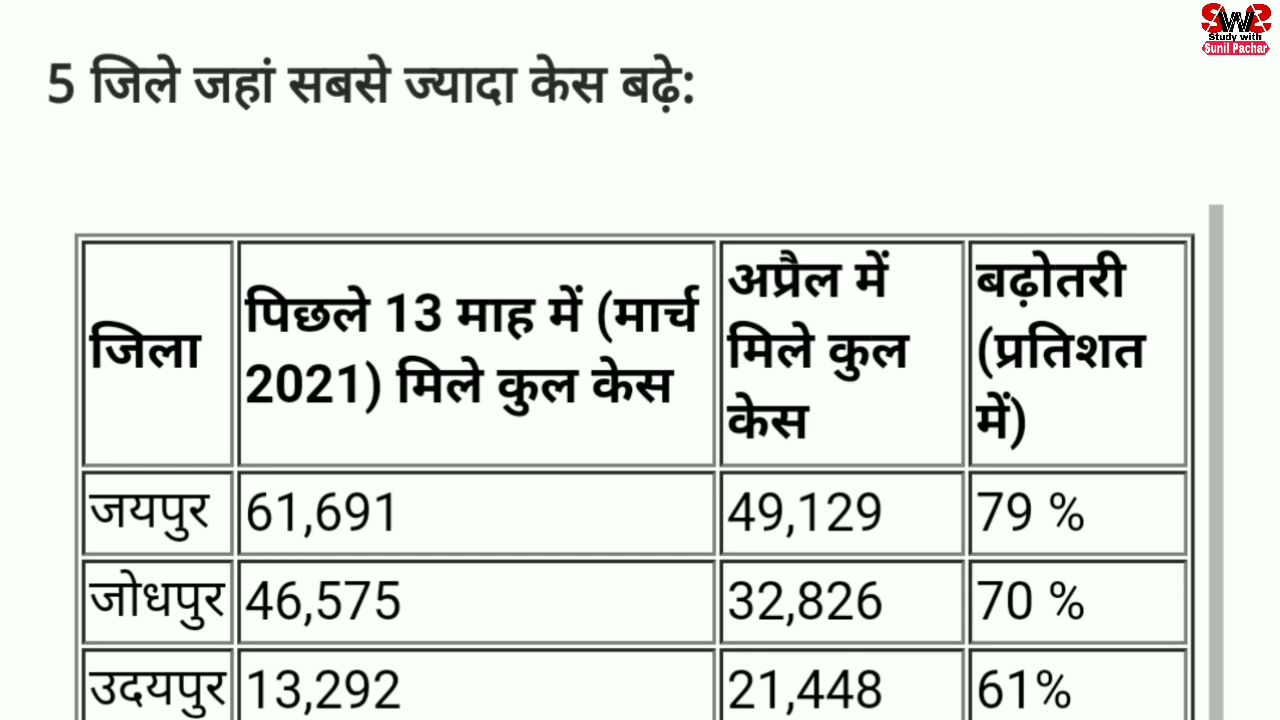 SWS
Study with
Sunil Pachar
5 जिले जहां सबसे ज्यादा केस बढ़े:
जिला
पिछले 13 माह में (मार्च
2021) मिले कुल केस
अप्रैल में
मिले कुल
केस
बढ़ोतरी
(प्रतिशत
में)
जयपुर 61,691 49,129 79 %
जोधपुर 46,575 32,826 70 %
उदयपुर 13,292 21,448 61%